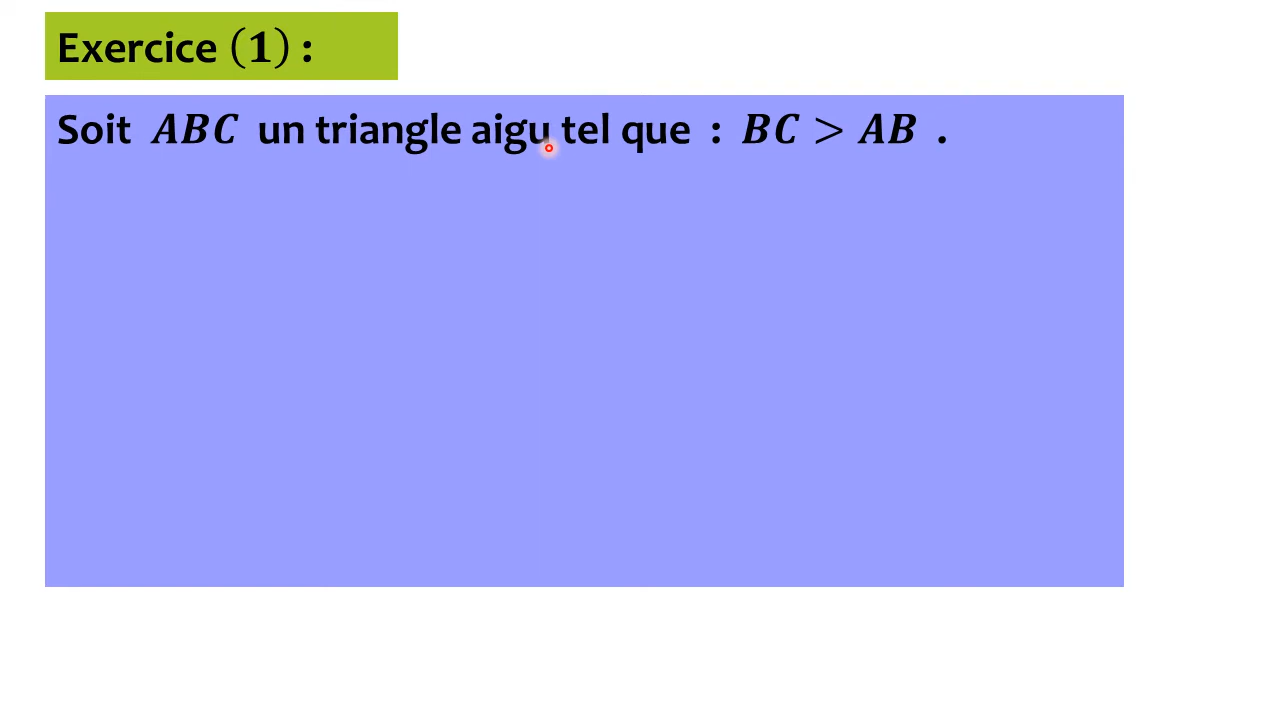 Exercice (1) :
Soit ABC un triangle aigu tel que : BC > AB .